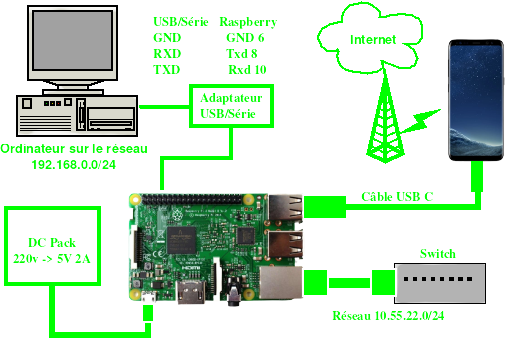 USB/Série Raspberry
GND GND 6
RXD Txd 8
TXD Rxd 10
Internet
Adaptateur
USB/Série
Ordinateur sur le réseau
192.168.0.0/24
Câble USB C
DC Pack
220v -> 5V 2A
HDMI
Switch
Réseau 10.55.22.0/24